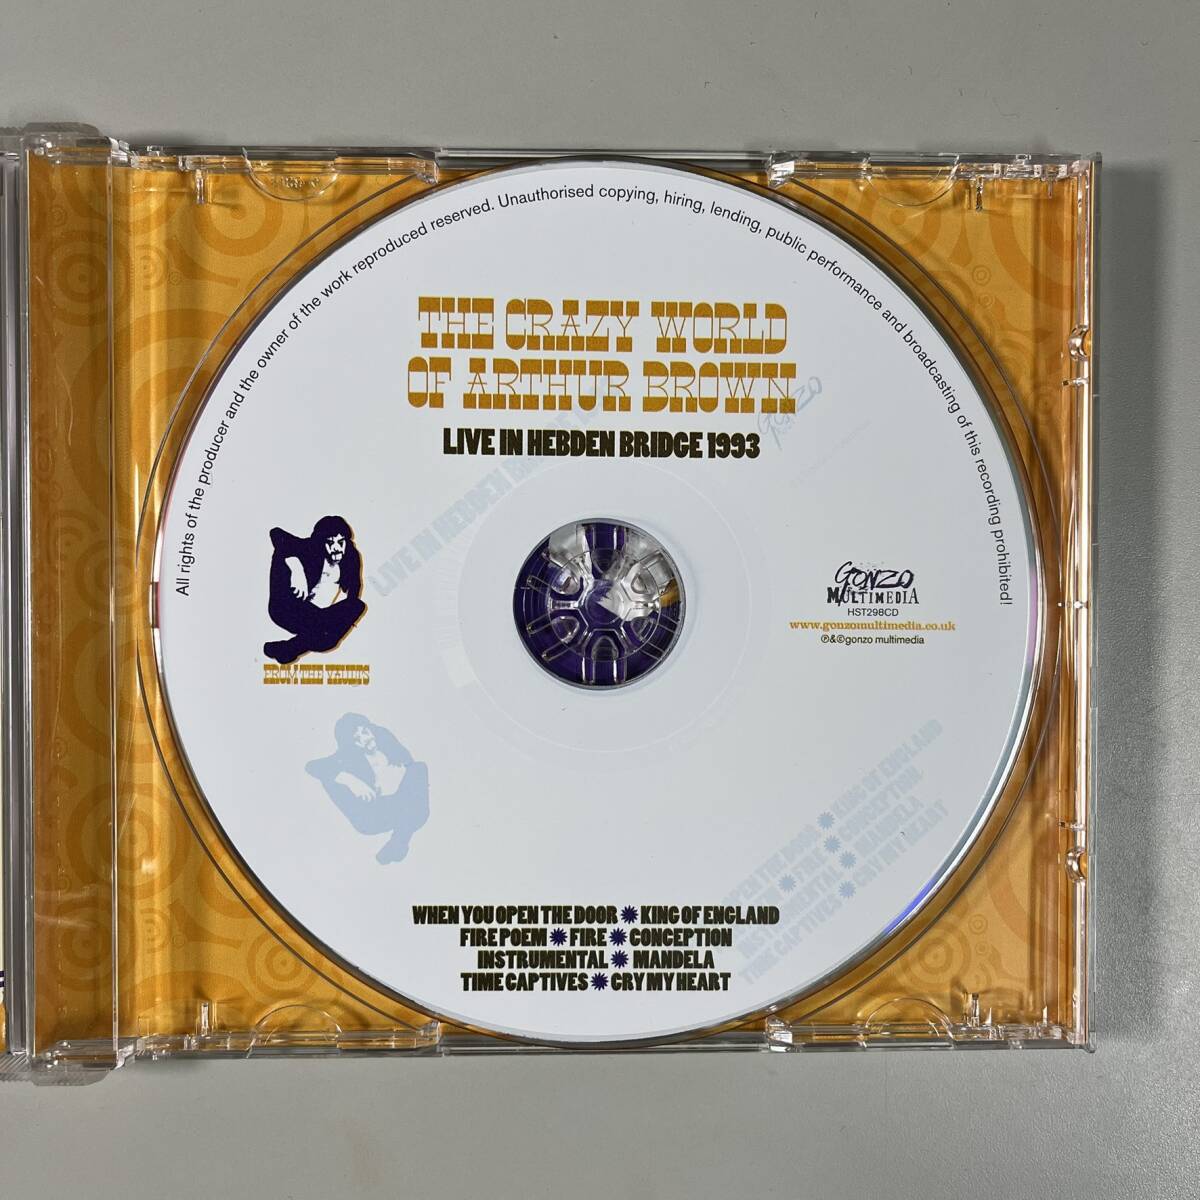 All rights of the producer and the owner of the work reproduced reserved. Unauthorised copying, hiring, lending, public performance and broadcasting of this recording prohibited!
THE CRAZY WORLD
OF ARTHUR BROWN
LIVE IN HEBDEN BRIDGE 1993
FROM THE VAULTS
GONZO
MULTIMEDIA
HST298CD
www.gonzomultimedia.co.uk
℗&©gonzo multimedia
WHEN YOU OPEN THE DOOR ✹ KING OF ENGLAND
FIRE POEM ✹ FIRE ✹ CONCEPTION
INSTRUMENTAL ✹ MANDELA
TIME CAPTIVES ✹ CRY MY HEART